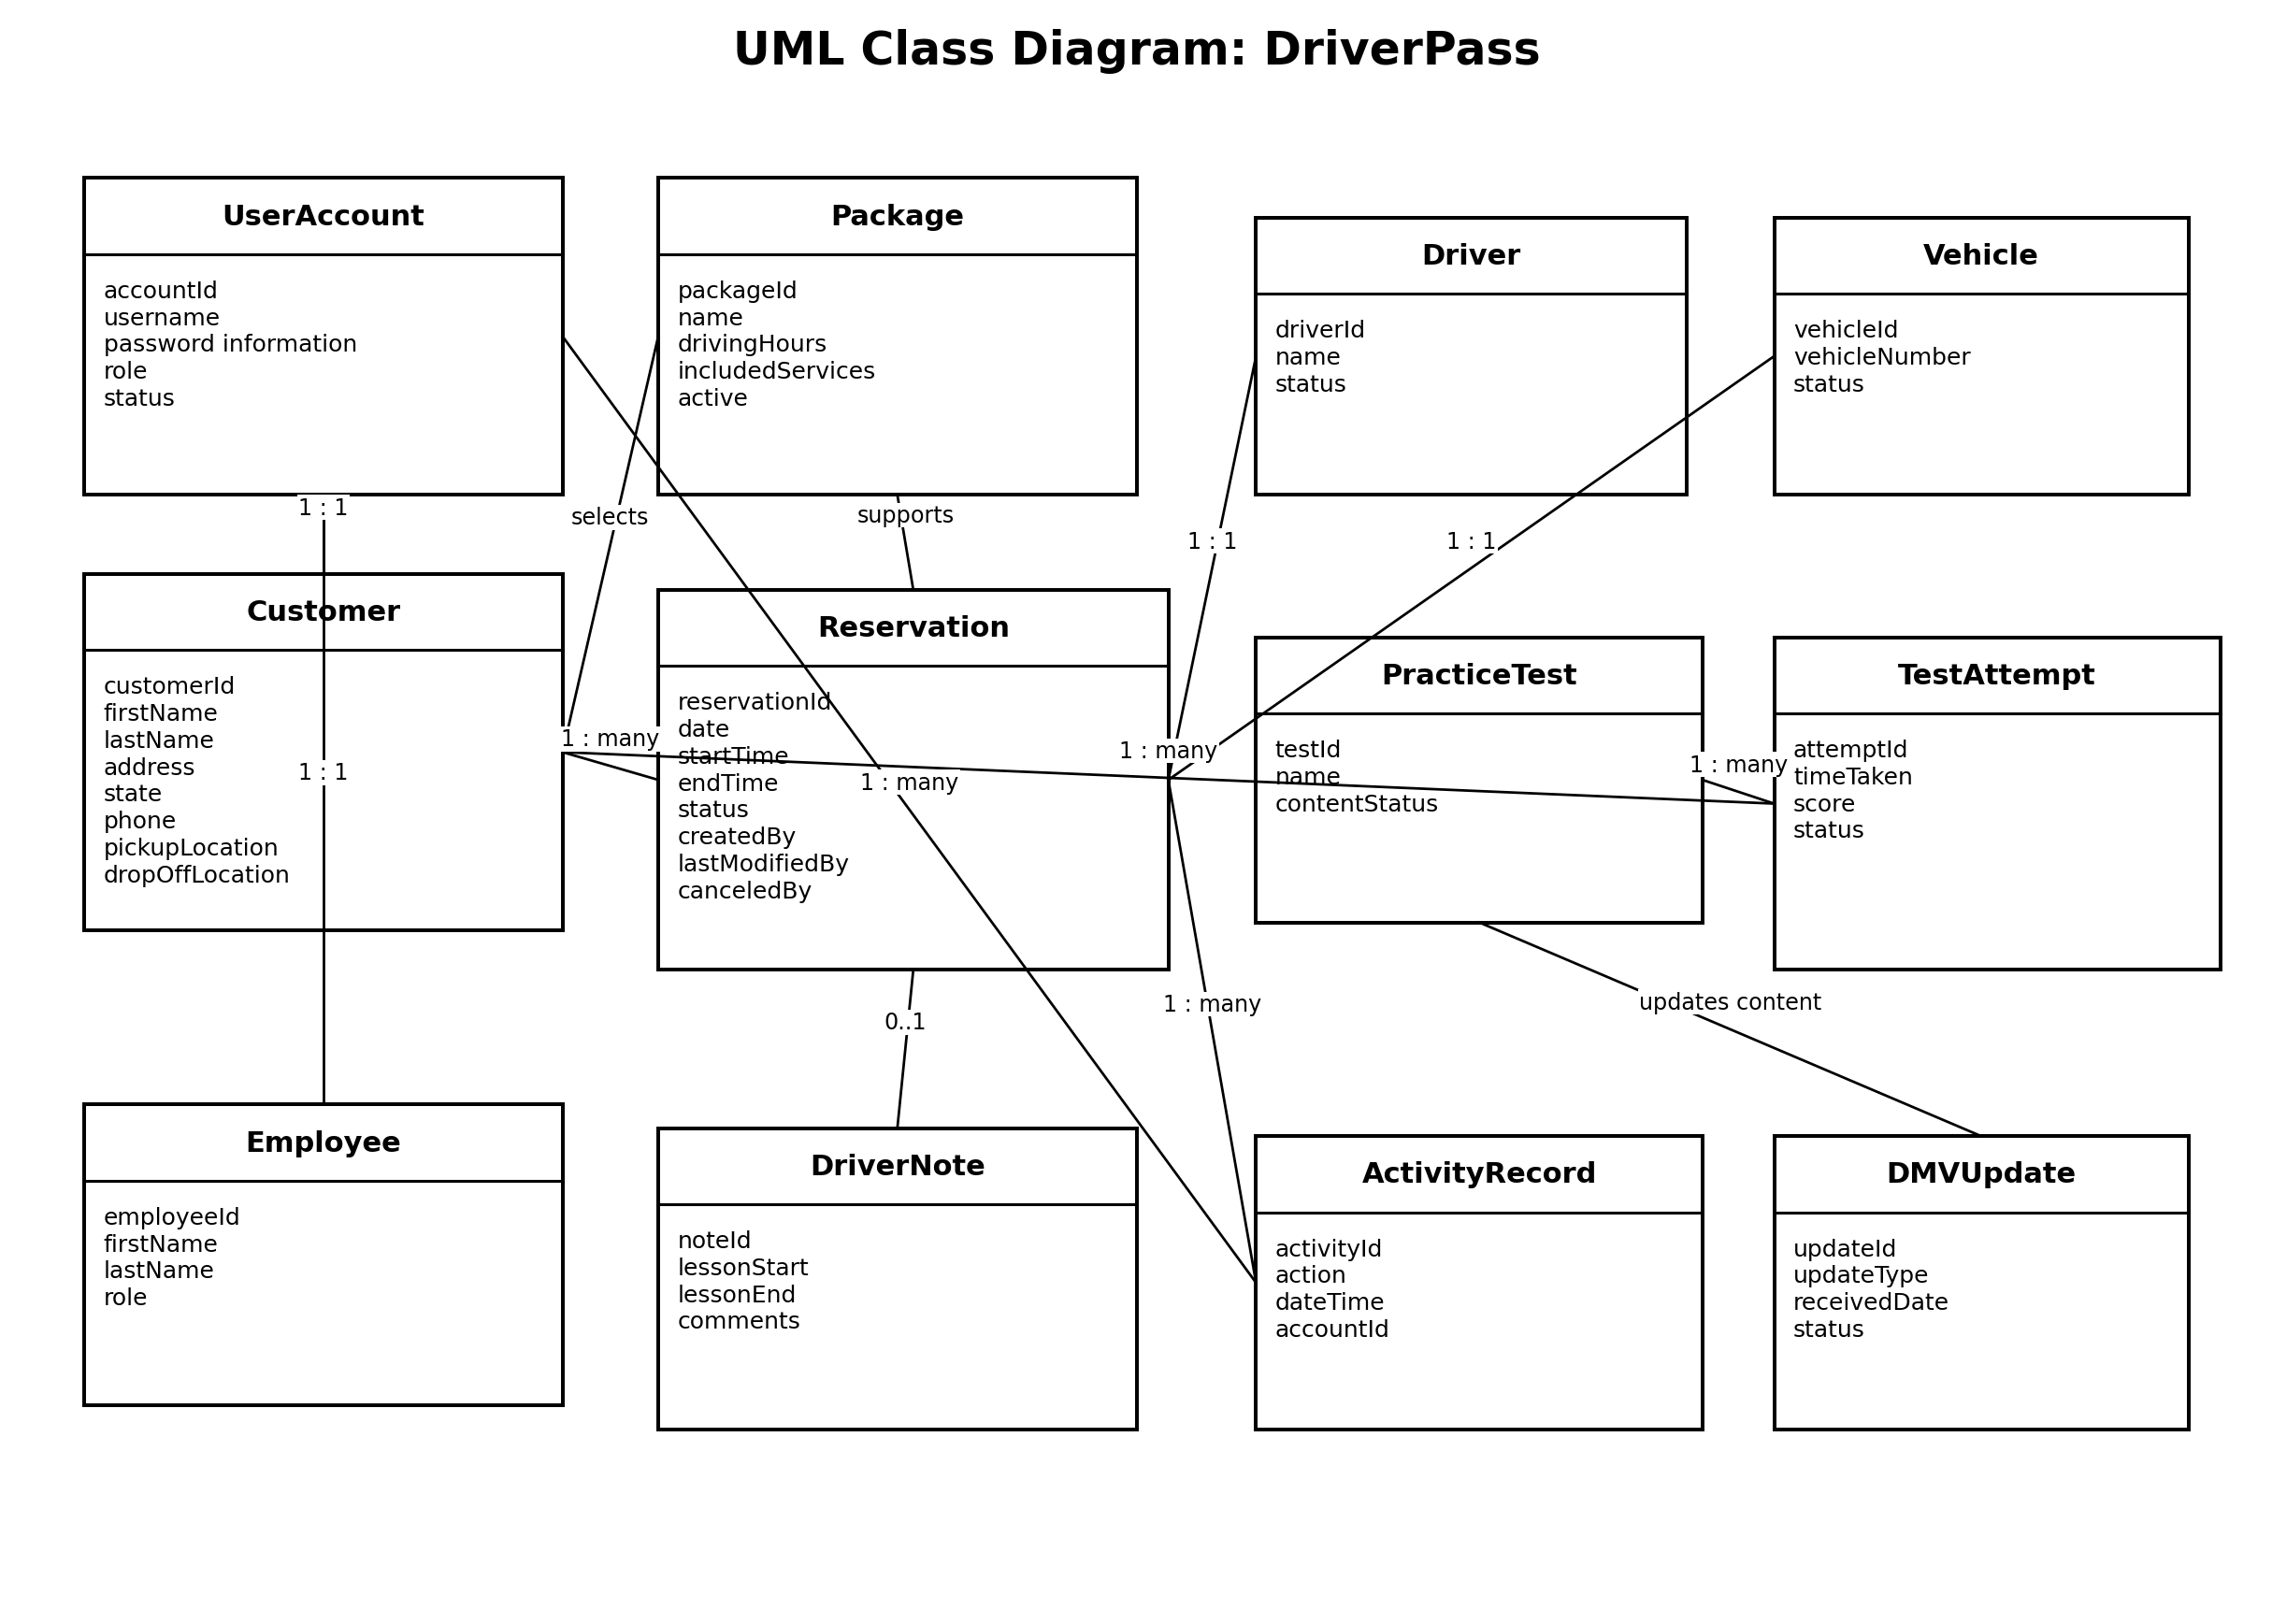 UML Class Diagram: DriverPass
UserAccount
accountId
username
password information
role
status
Package
packageId
name
drivingHours
includedServices
active
Driver
driverId
name
status
Vehicle
vehicleId
vehicleNumber
status
1 : 1
selects
supports
1 : 1
1 : 1
Customer
customerId
firstName
lastName
address
state
phone
pickupLocation
dropOffLocation
1 : 1
1 : many
Reservation
reservationId
date
startTime
endTime
status
createdBy
lastModifiedBy
canceledBy
1 : many
1 : many
PracticeTest
testId
name
contentStatus
1 : many
TestAttempt
attemptId
timeTaken
score
status
0..1
1 : many
updates content
Employee
employeeId
firstName
lastName
role
DriverNote
noteId
lessonStart
lessonEnd
comments
ActivityRecord
activityId
action
dateTime
accountId
DMVUpdate
updateId
updateType
receivedDate
status